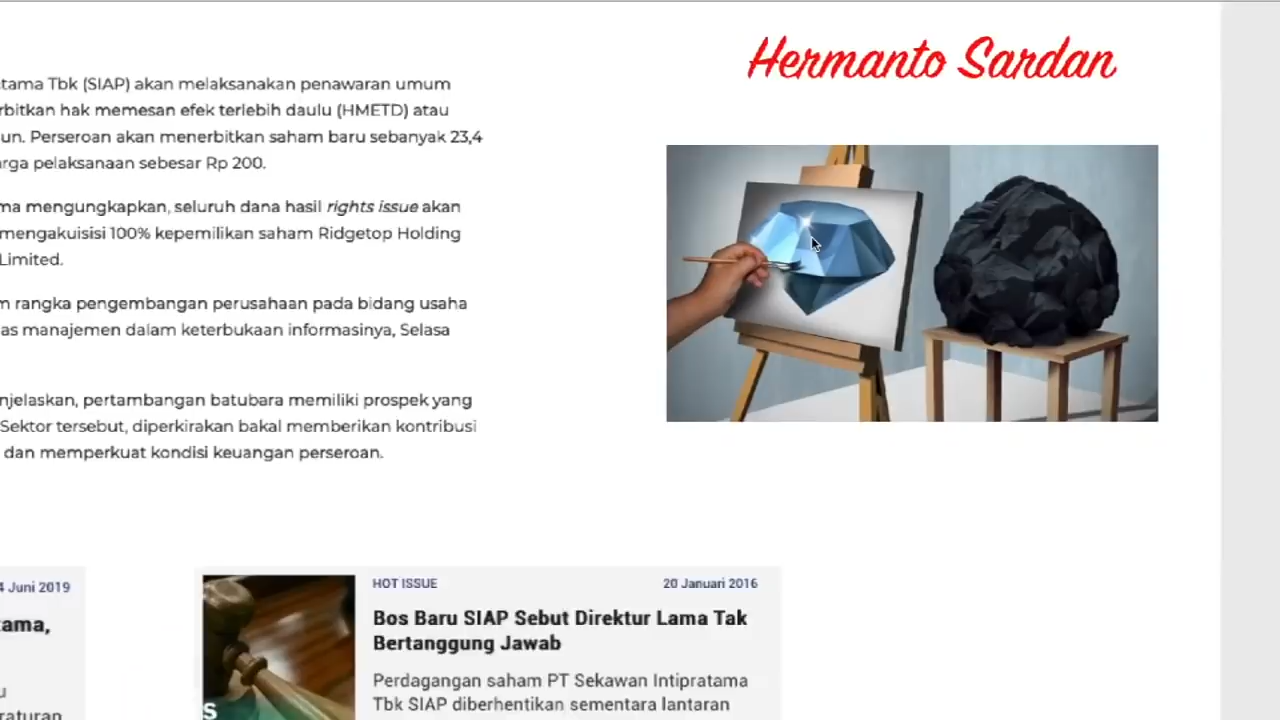 Hermanto Sardan
tama Tbk (SIAP) akan melaksanakan penawaran umum
rbitkan hak memesan efek terlebih daulu (HMETD) atau
un. Perseroan akan menerbitkan saham baru sebanyak 23,4
arga pelaksanaan sebesar Rp 200.
ma mengungkapkan, seluruh dana hasil rights issue akan
mengakuisisi 100% kepemilikan saham Ridgetop Holding
Limited.
m rangka pengembangan perusahaan pada bidang usaha
as manajemen dalam keterbukaan informasinya, Selasa
njelaskan, pertambangan batubara memiliki prospek yang
Sektor tersebut, diperkirakan bakal memberikan kontribusi
dan memperkuat kondisi keuangan perseroan.
4 Juni 2019
tama,
u
raturan
HOT ISSUE
20 Januari 2016
Bos Baru SIAP Sebut Direktur Lama Tak
Bertanggung Jawab
Perdagangan saham PT Sekawan Intipratama
Tbk SIAP diberhentikan sementara lantaran
S